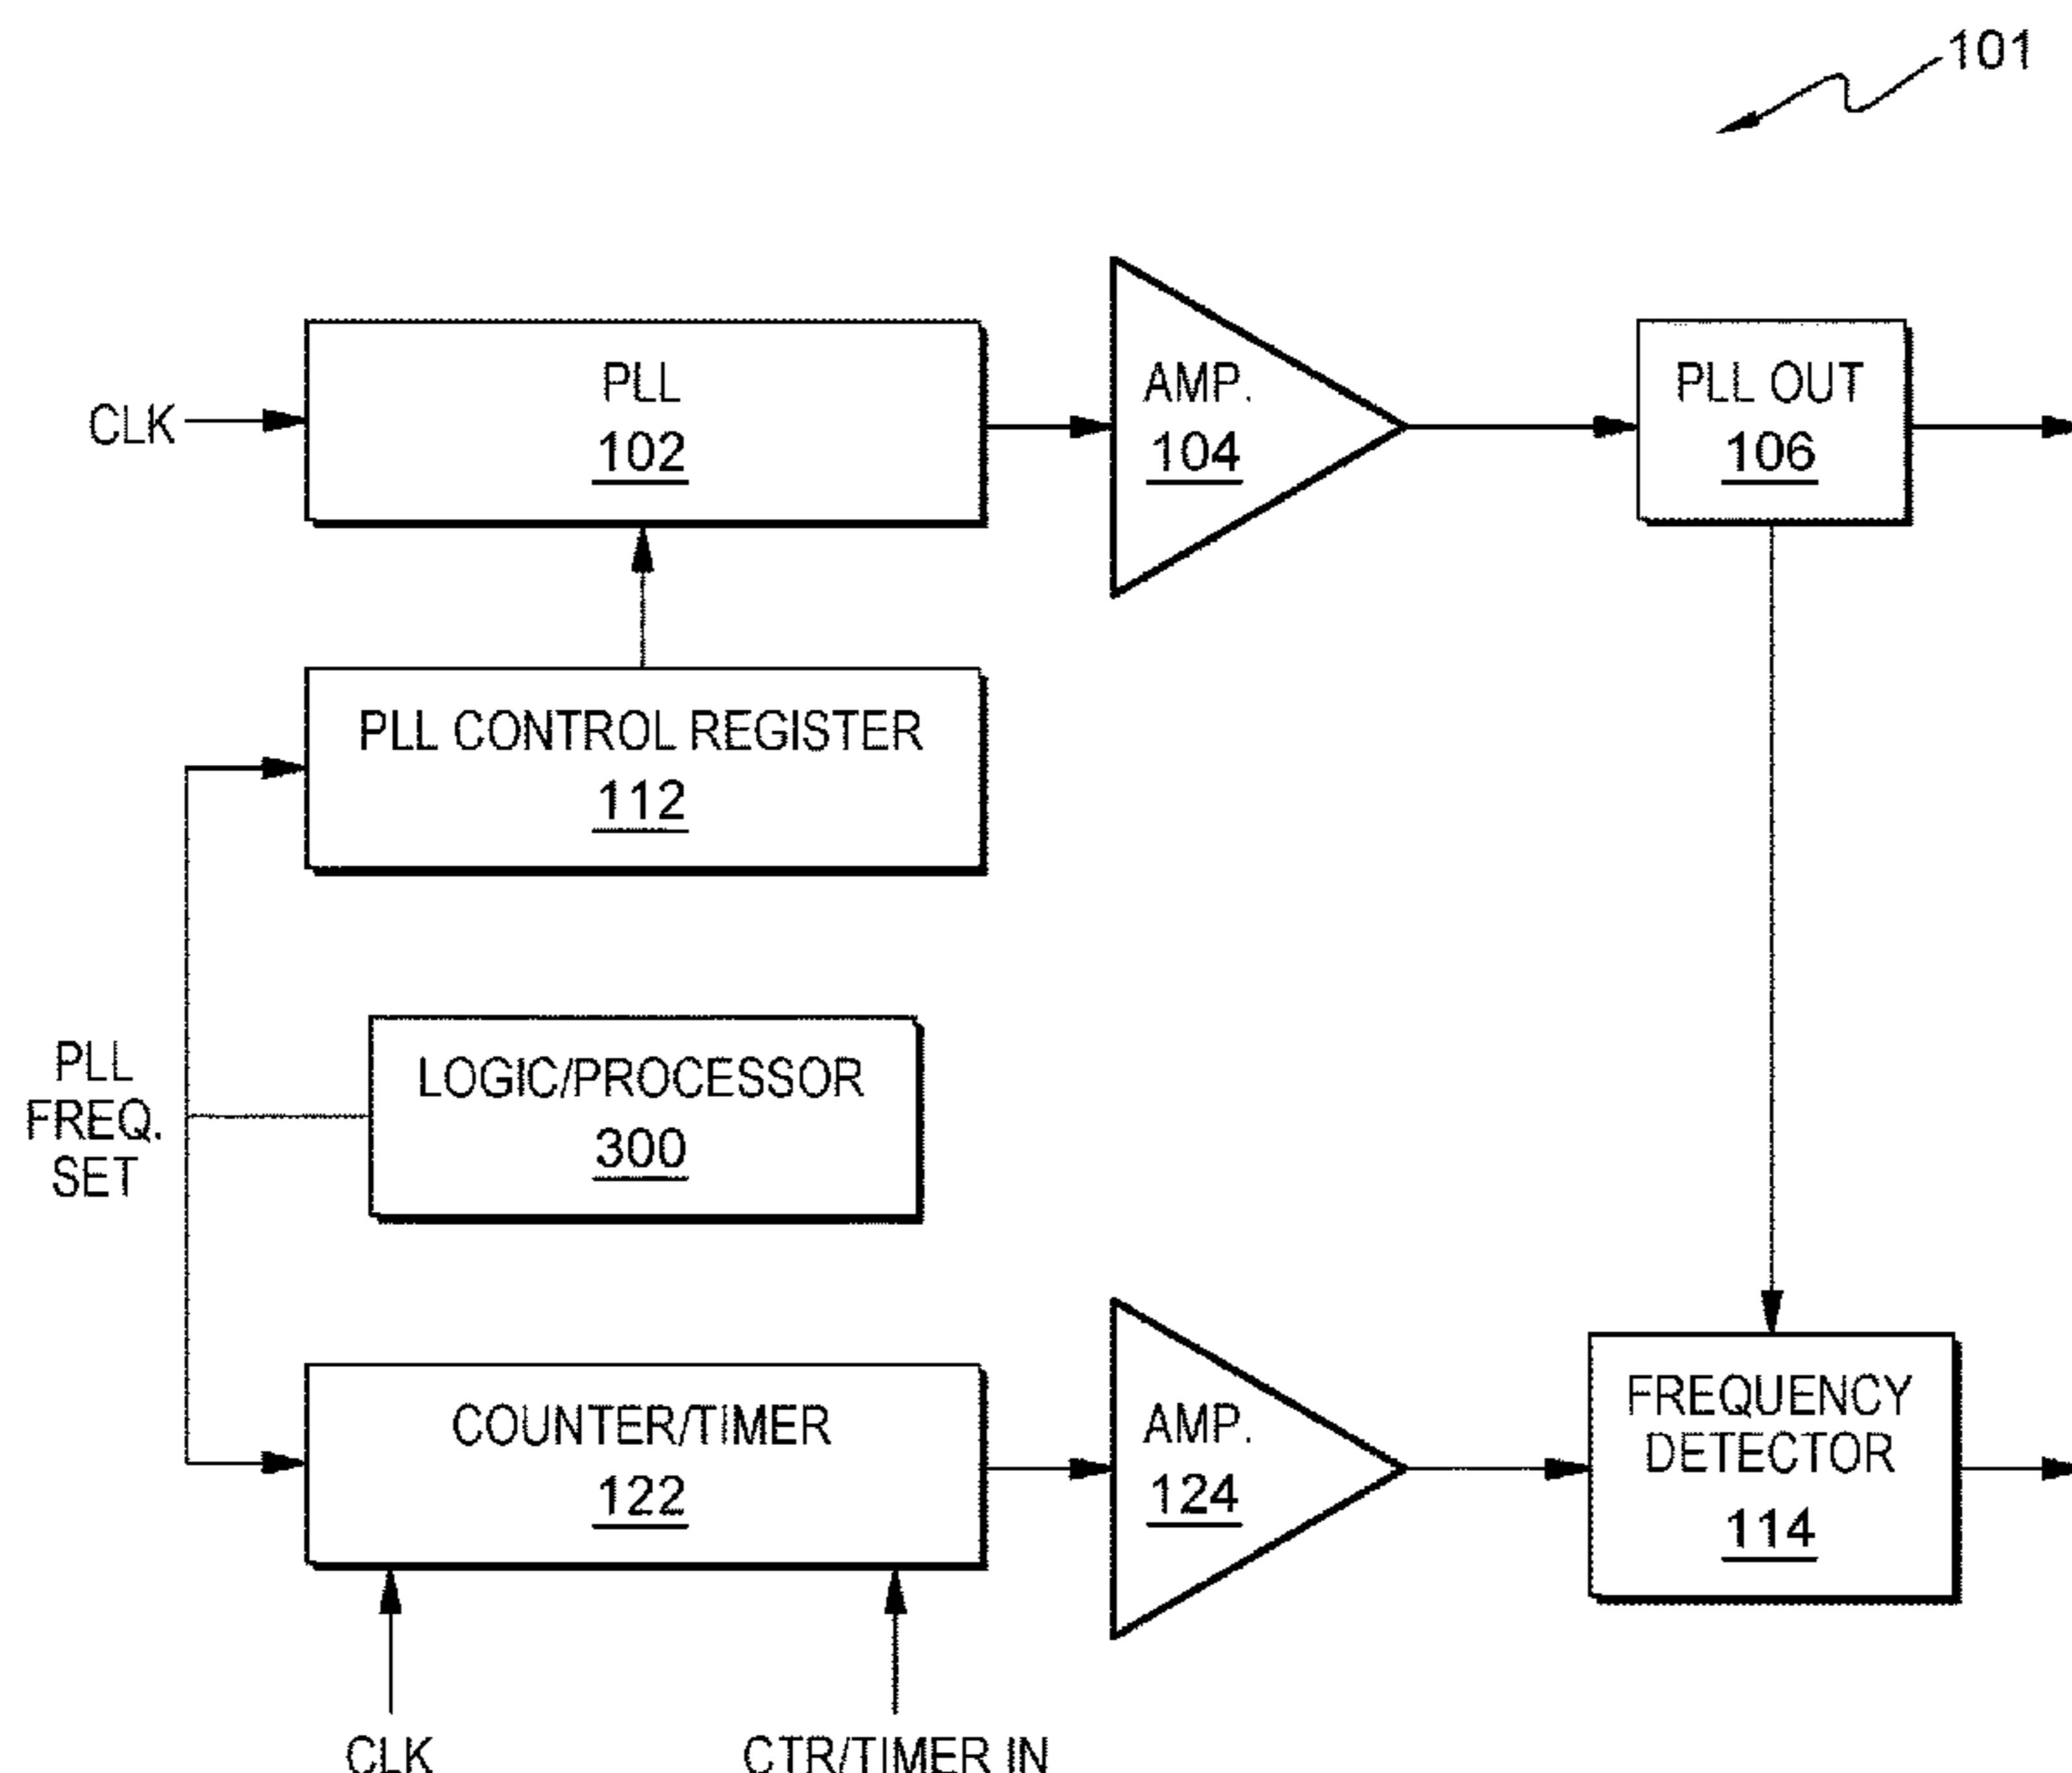 101
PLL
102
AMP.
104
PLL OUT
106
CLK
PLL CONTROL REGISTER
112
LOGIC/PROCESSOR
300
PLL
FREQ.
SET
COUNTER/TIMER
122
AMP.
124
FREQUENCY
DETECTOR
114
CLK
CTR/TIMER IN